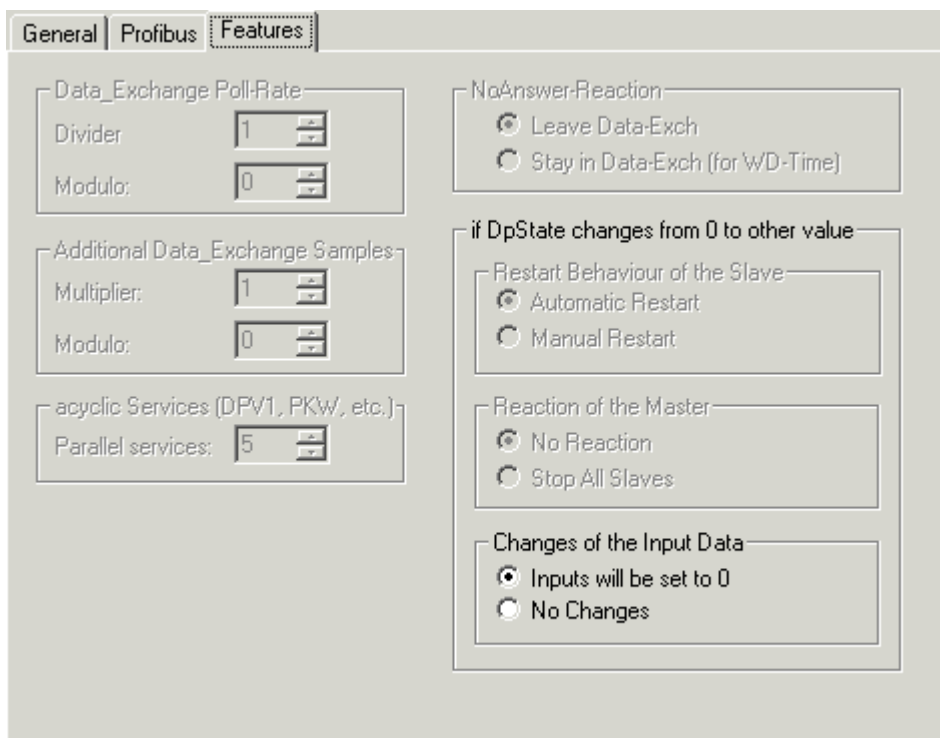 General Profibus Features
Data_Exchange Poll-Rate
Divider 1
Modulo: 0
Additional Data_Exchange Samples
Multiplier: 1
Modulo: 0
acyclic Services (DPV1, PKW, etc.)
Parallel services: 5
NoAnswer-Reaction
Leave Data-Exch
Stay in Data-Exch (for WD-Time)
if DpState changes from 0 to other value
Restart Behaviour of the Slave
Automatic Restart
Manual Restart
Reaction of the Master
No Reaction
Stop All Slaves
Changes of the Input Data
Inputs will be set to 0
No Changes